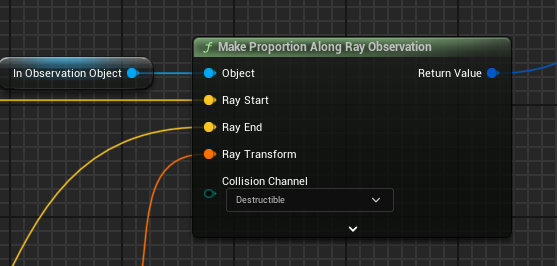 ƒ Make Proportion Along Ray Observation
In Observation Object
Object
Return Value
Ray Start
Ray End
Ray Transform
Collision Channel
Destructible